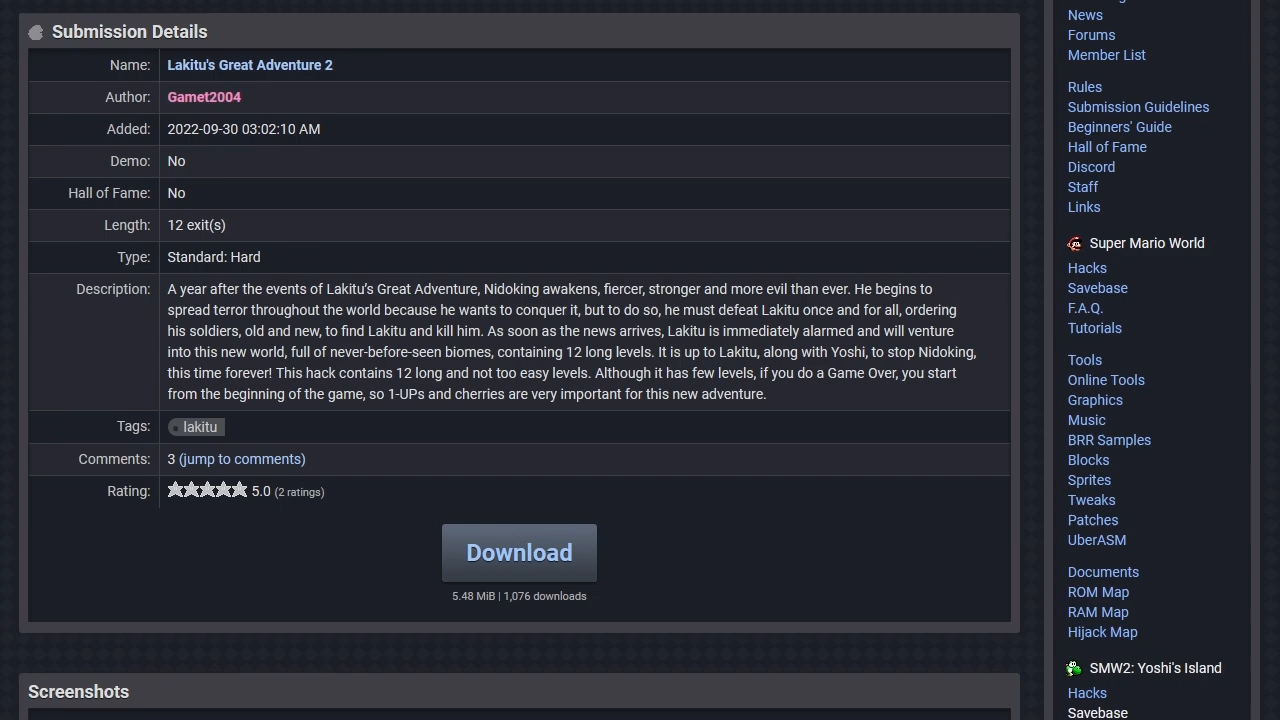 Submission Details
Name: Lakitu's Great Adventure 2
Author: Gamet2004
Added: 2022-09-30 03:02:10 AM
Demo: No
Hall of Fame: No
Length: 12 exit(s)
Type: Standard: Hard
Description: A year after the events of Lakitu's Great Adventure, Nidoking awakens, fiercer, stronger and more evil than ever. He begins to
spread terror throughout the world because he wants to conquer it, but to do so, he must defeat Lakitu once and for all, ordering
his soldiers, old and new, to find Lakitu and kill him. As soon as the news arrives, Lakitu is immediately alarmed and will venture
into this new world, full of never-before-seen biomes, containing 12 long levels. It is up to Lakitu, along with Yoshi, to stop Nidoking,
this time forever! This hack contains 12 long and not too easy levels. Although it has few levels, if you do a Game Over, you start
from the beginning of the game, so 1-UPs and cherries are very important for this new adventure.
Tags: lakitu
Comments: 3 (jump to comments)
Rating: 5.0 (2 ratings)
Download
5.48 MiB | 1,076 downloads
Screenshots
News
Forums
Member List
Rules
Submission Guidelines
Beginners' Guide
Hall of Fame
Discord
Staff
Links
Super Mario World
Hacks
Savebase
F.A.Q.
Tutorials
Tools
Online Tools
Graphics
Music
BRR Samples
Blocks
Sprites
Tweaks
Patches
UberASM
Documents
ROM Map
RAM Map
Hijack Map
SMW2: Yoshi's Island
Hacks
Savebase